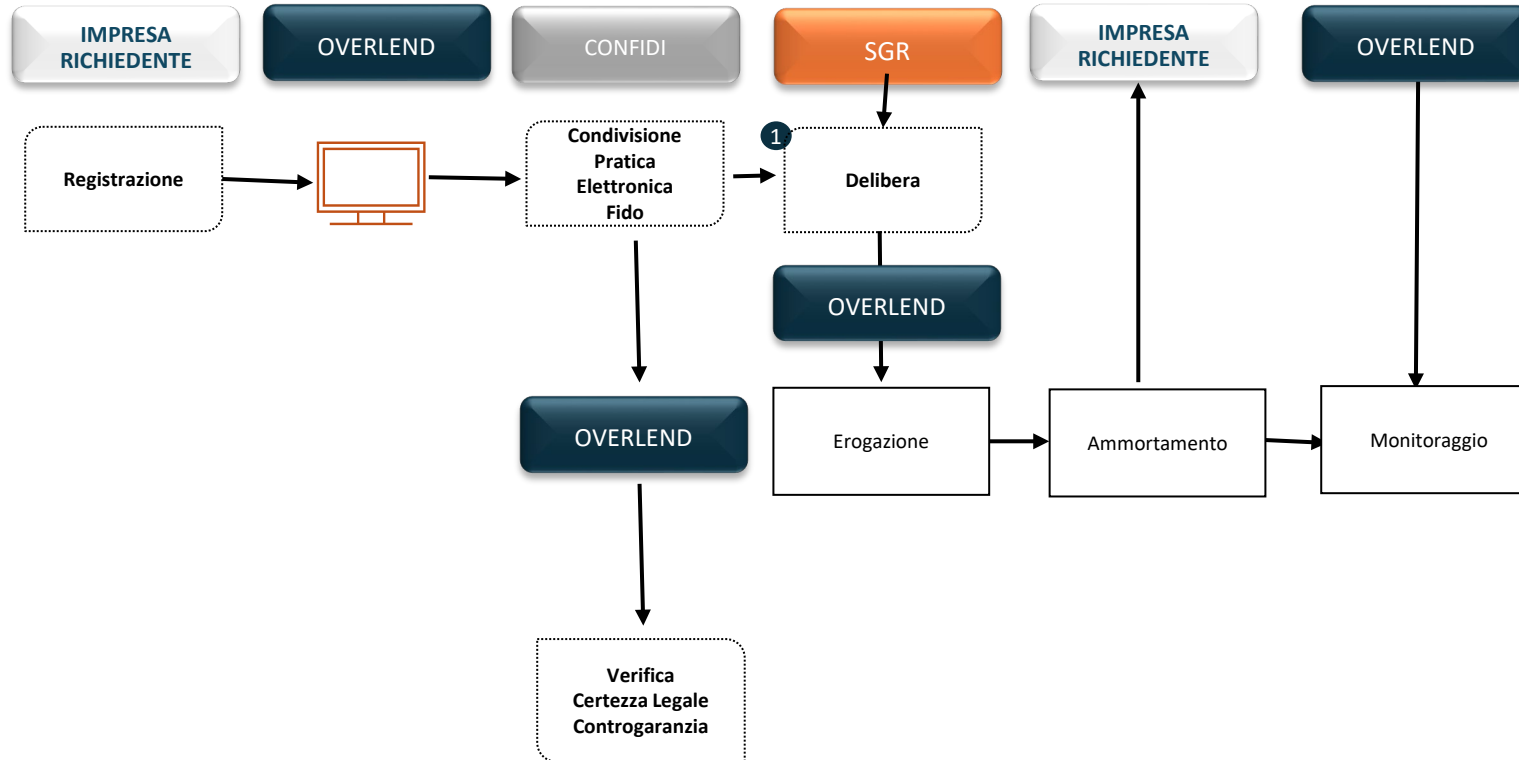 IMPRESA
RICHIEDENTE
OVERLEND
CONFIDI
SGR
IMPRESA
RICHIEDENTE
OVERLEND
Registrazione
Condivisione
Pratica
Elettronica
Fido
1
Delibera
OVERLEND
OVERLEND
Erogazione
Ammortamento
Monitoraggio
Verifica
Certezza Legale
Controgaranzia